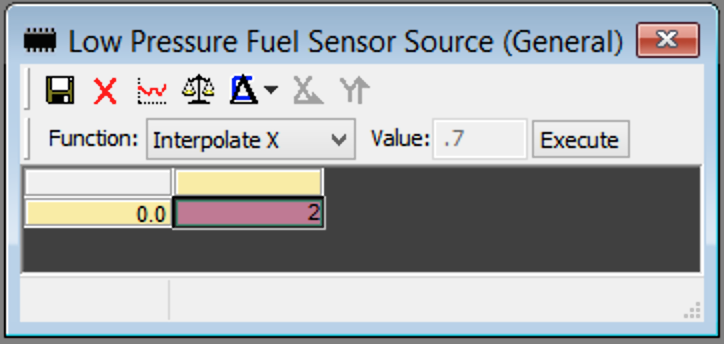 Low Pressure Fuel Sensor Source (General)
Function: Interpolate X Value: .7 Execute
0.0 2